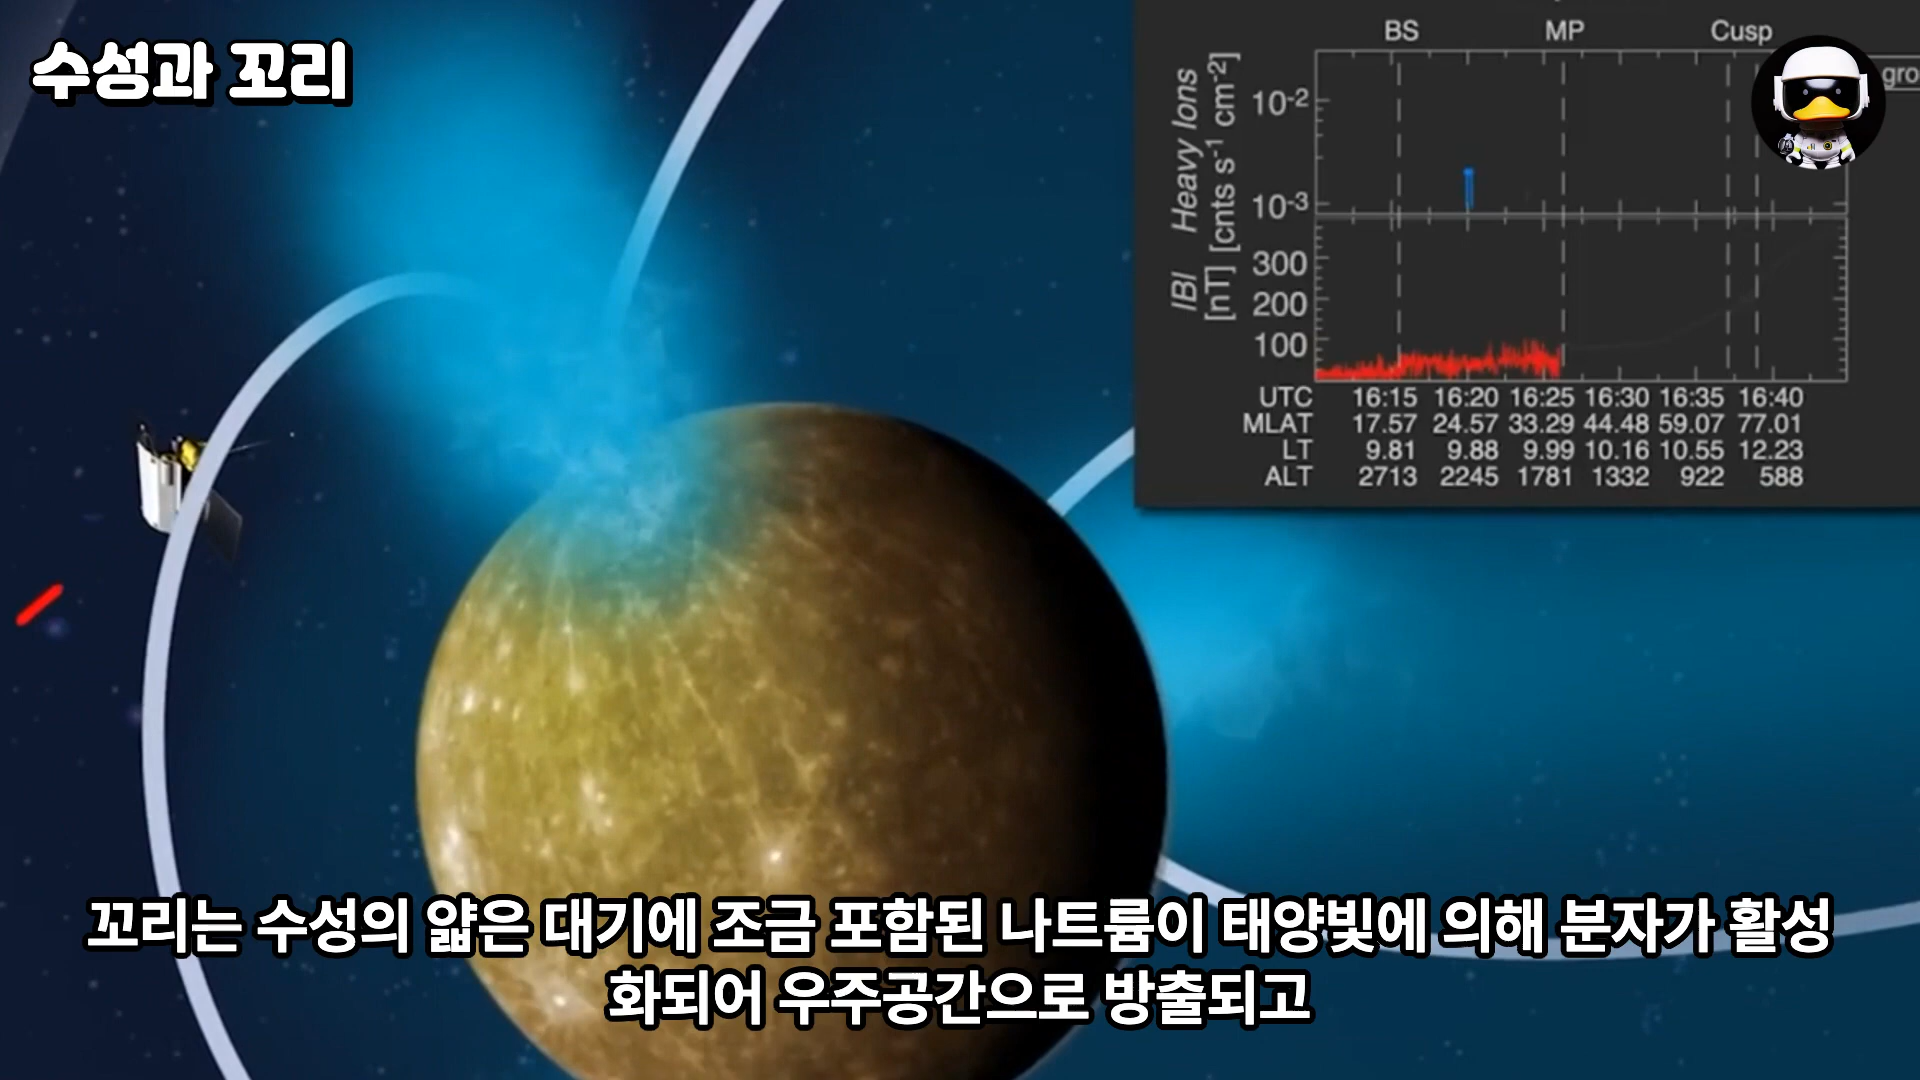 수성과 꼬리
BS MP Cusp
gro
Heavy Ions
[cnts s-1 cm-2]
10-2
10-3
IBI
[nT]
300
200
100
UTC 16:15 16:20 16:25 16:30 16:35 16:40
MLAT 17.57 24.57 33.29 44.48 59.07 77.01
LT 9.81 9.88 9.99 10.16 10.55 12.23
ALT 2713 2245 1781 1332 922 588
꼬리는 수성의 얇은 대기에 조금 포함된 나트륨이 태양빛에 의해 분자가 활성
화되어 우주공간으로 방출되고